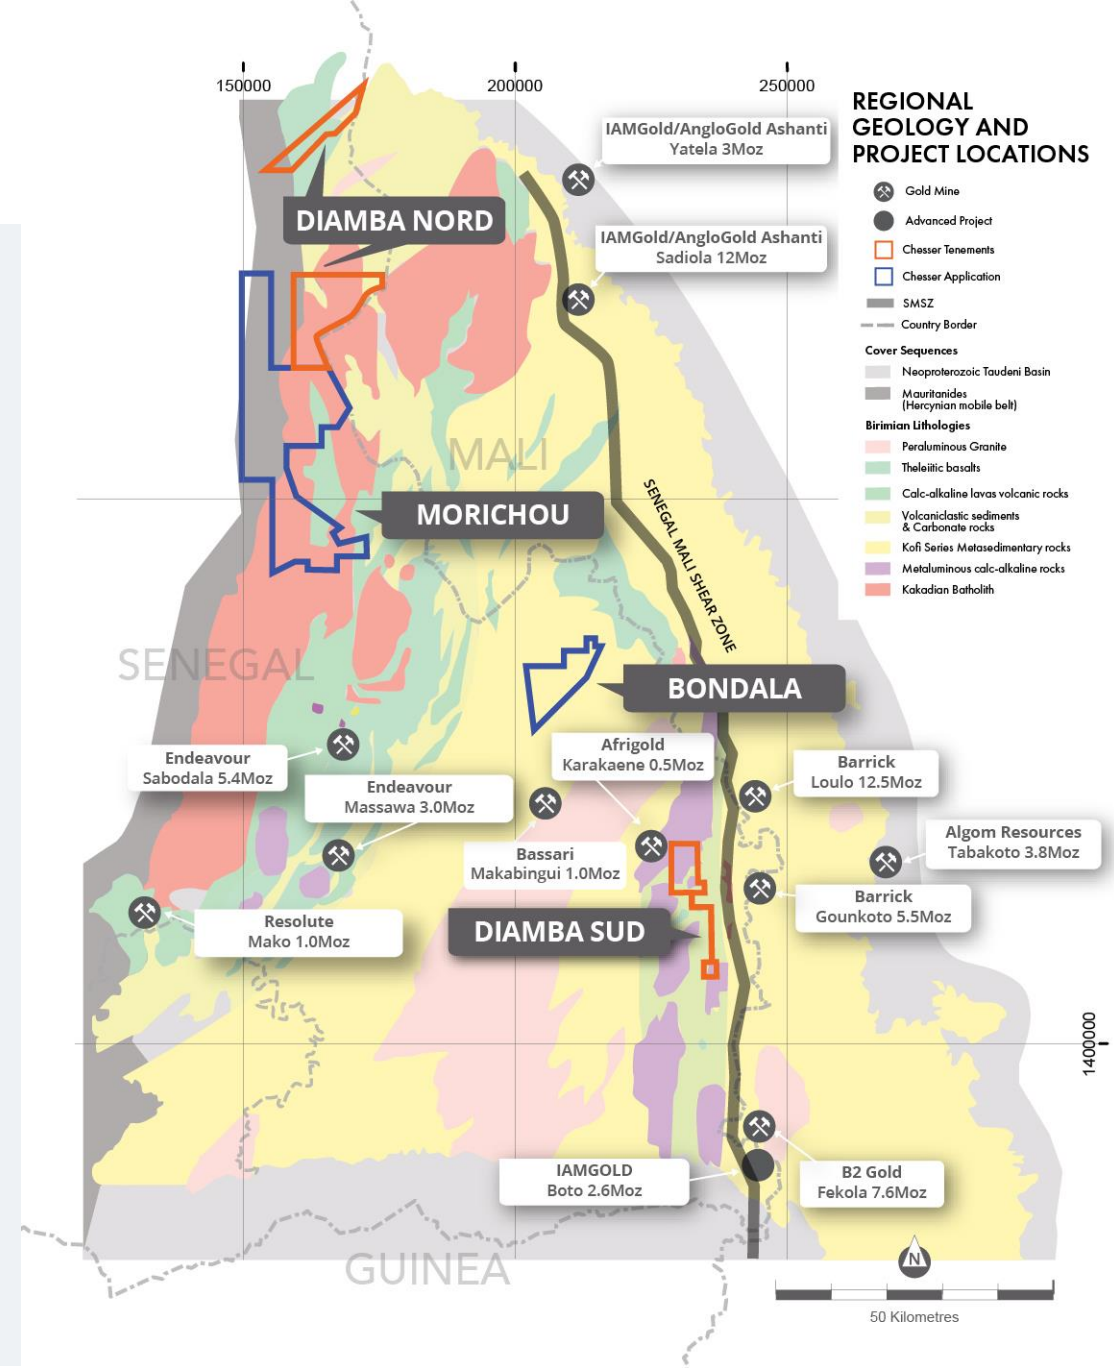 150000
200000
250000
REGIONAL
GEOLOGY AND
PROJECT LOCATIONS
Gold Mine
Advanced Project
Chesser Tenements
Chesser Application
SMSZ
Country Border
Cover Sequences
Neoproterozoic Taudeni Basin
Mauritanides
(Hercynian mobile belt)
Birimian Lithologies
Peraluminous Granite
Theleiitic basalts
Calc-alkaline lavas volcanic rocks
Volcaniclastic sediments
& Carbonate rocks
Kofi Series Metasedimentary rocks
Metaluminous calc-alkaline rocks
Kakadian Batholith
IAMGold/AngloGold Ashanti
Yatela 3Moz
DIAMBA NORD
IAMGold/AngloGold Ashanti
Sadiola 12Moz
MALI
MORICHOU
SENEGAL MALI SHEAR ZONE
SENEGAL
BONDALA
Endeavour
Sabodala 5.4Moz
Afrigold
Karakaene 0.5Moz
Barrick
Loulo 12.5Moz
Endeavour
Massawa 3.0Moz
Bassari
Makabingui 1.0Moz
Algom Resources
Tabakoto 3.8Moz
Barrick
Gounkoto 5.5Moz
Resolute
Mako 1.0Moz
DIAMBA SUD
1400000
IAMGOLD
Boto 2.6Moz
B2 Gold
Fekola 7.6Moz
GUINEA
N
50 Kilometres